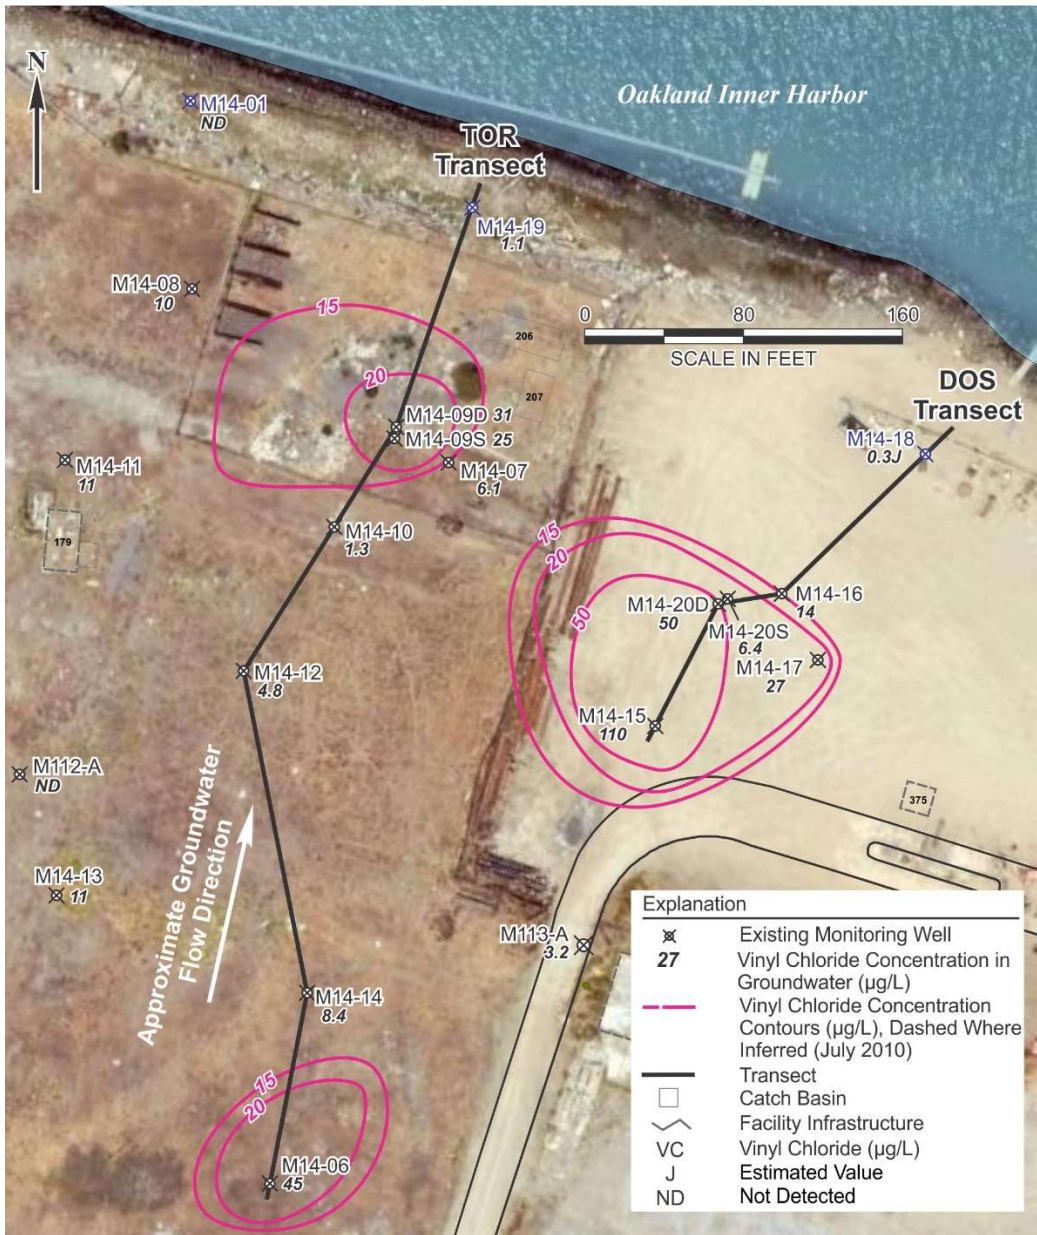 N
Oakland Inner Harbor
M14-01
ND
TOR
Transect
M14-19
1.1
M14-08
10
15
0 80 160
SCALE IN FEET
206
20
207
DOS
Transect
M14-09D 31
M14-09S 25
M14-18
0.3J
M14-11
11
M14-07
6.1
M14-10
1.3
179
15
20
50
M14-20D
50
M14-16
14
M14-20S
6.4
M14-17
27
M14-12
4.8
M14-15
110
M112-A
ND
Approximate Groundwater
Flow Direction
375
M14-13
11
M113-A
3.2
M14-14
8.4
15
20
M14-06
45
Explanation
Existing Monitoring Well
27 Vinyl Chloride Concentration in
Groundwater (µg/L)
Vinyl Chloride Concentration
Contours (µg/L), Dashed Where
Inferred (July 2010)
Transect
Catch Basin
Facility Infrastructure
VC Vinyl Chloride (µg/L)
J Estimated Value
ND Not Detected